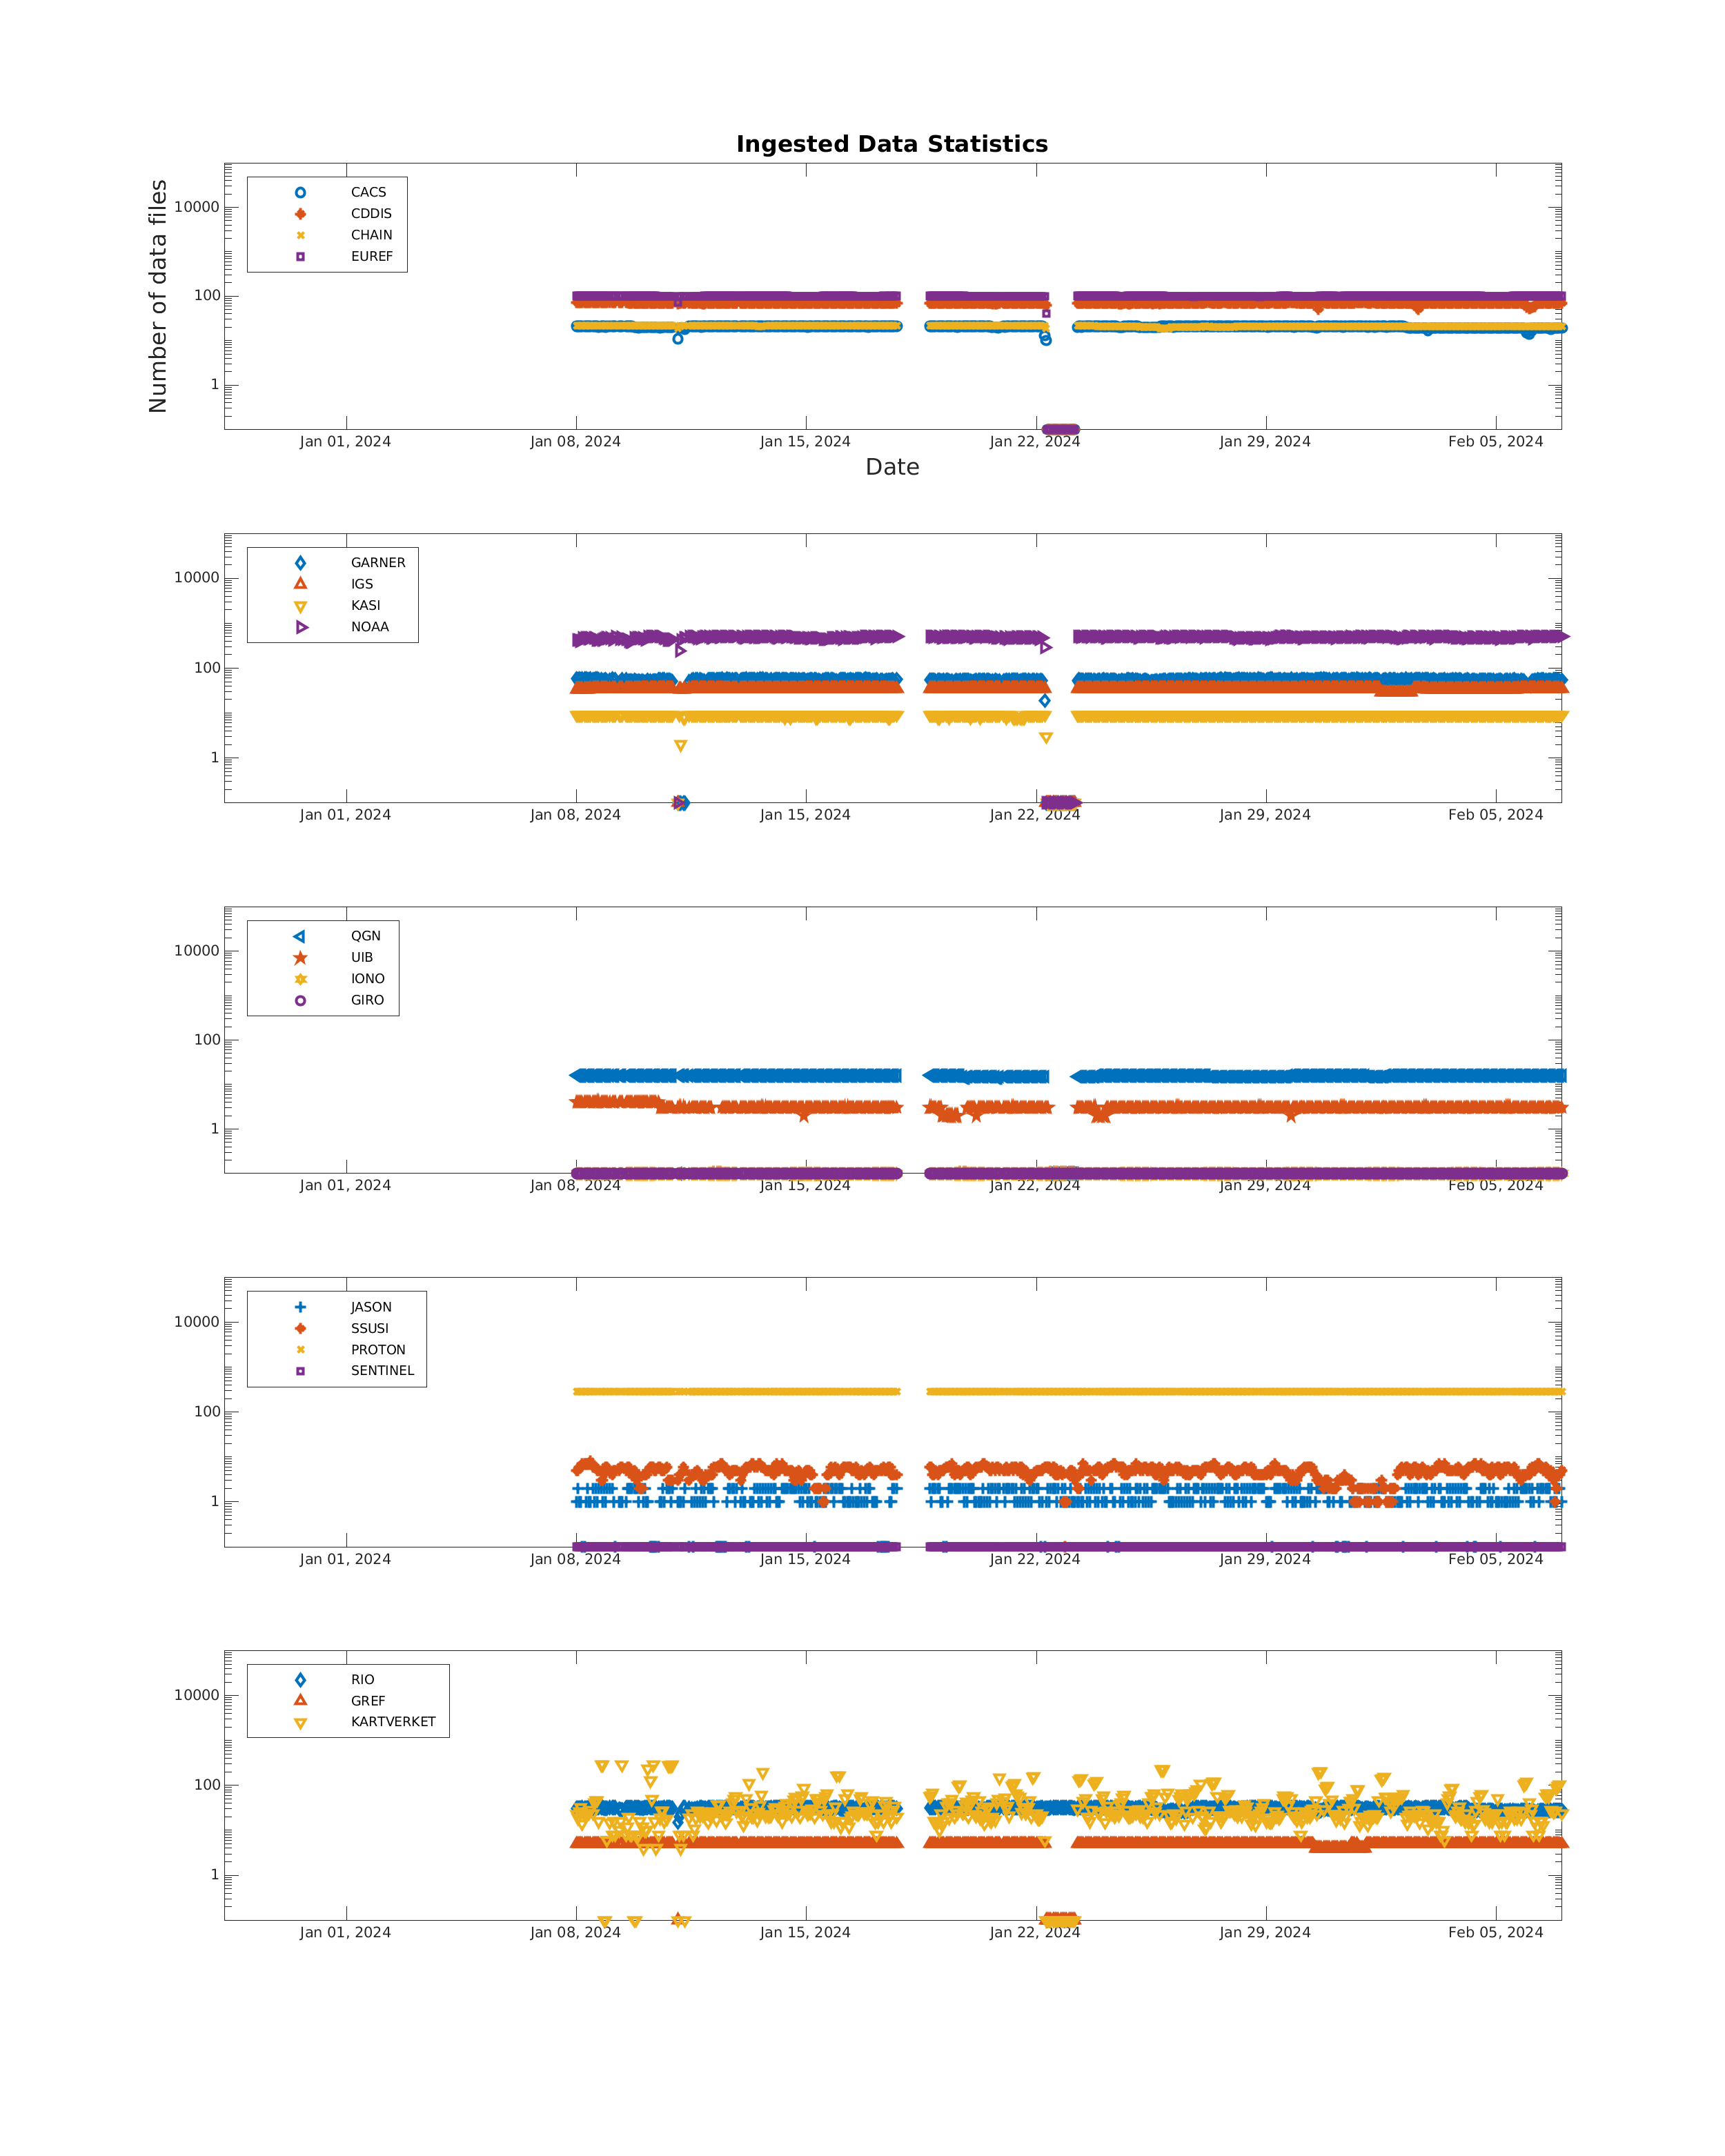 Ingested Data Statistics
Number of data files
10000
100
1
CACS
CDDIS
CHAIN
EUREF
Jan 01, 2024 Jan 08, 2024 Jan 15, 2024 Jan 22, 2024 Jan 29, 2024 Feb 05, 2024
Date
10000
100
1
GARNER
IGS
KASI
NOAA
Jan 01, 2024 Jan 08, 2024 Jan 15, 2024 Jan 22, 2024 Jan 29, 2024 Feb 05, 2024
10000
100
1
QGN
UIB
IONO
GIRO
Jan 01, 2024 Jan 08, 2024 Jan 15, 2024 Jan 22, 2024 Jan 29, 2024 Feb 05, 2024
10000
100
1
JASON
SSUSI
PROTON
SENTINEL
Jan 01, 2024 Jan 08, 2024 Jan 15, 2024 Jan 22, 2024 Jan 29, 2024 Feb 05, 2024
10000
100
1
RIO
GREF
KARTVERKET
Jan 01, 2024 Jan 08, 2024 Jan 15, 2024 Jan 22, 2024 Jan 29, 2024 Feb 05, 2024